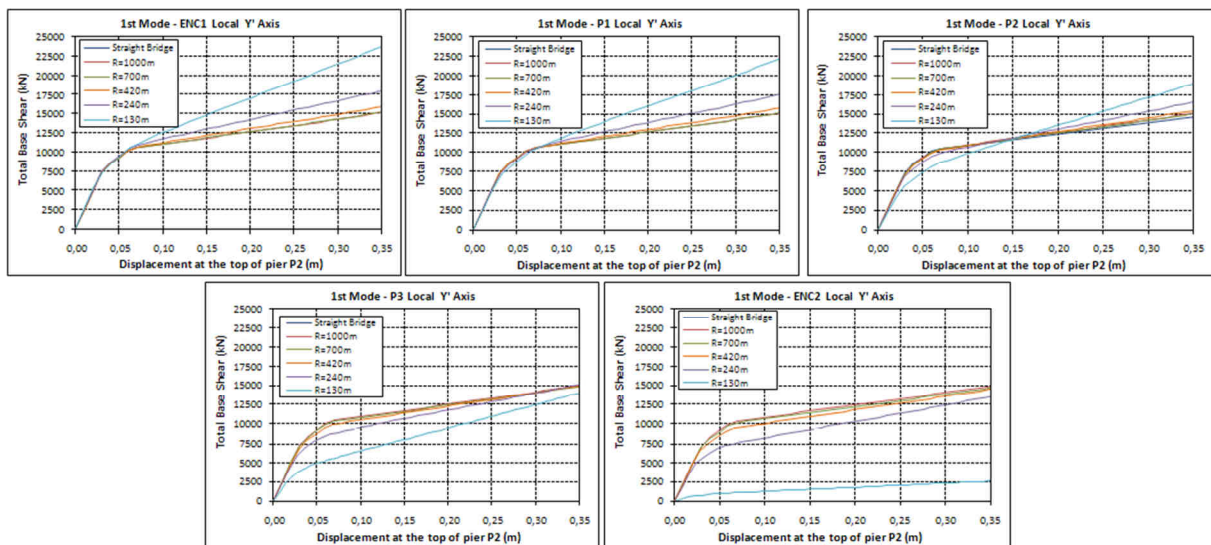 1st Mode - ENC1 Local Y' Axis
Total Base Shear (kN)
25000
22500
20000
17500
15000
12500
10000
7500
5000
2500
0
Straight Bridge
R=1000m
R=700m
R=420m
R=240m
R=130m
0,00 0,05 0,10 0,15 0,20 0,25 0,30 0,35
Displacement at the top of pier P2 (m)
1st Mode - P1 Local Y' Axis
Total Base Shear (kN)
25000
22500
20000
17500
15000
12500
10000
7500
5000
2500
0
Straight Bridge
R=1000m
R=700m
R=420m
R=240m
R=130m
0,00 0,05 0,10 0,15 0,20 0,25 0,30 0,35
Displacement at the top of pier P2 (m)
1st Mode - P2 Local Y' Axis
Total Base Shear (kN)
25000
22500
20000
17500
15000
12500
10000
7500
5000
2500
0
Straight Bridge
R=1000m
R=700m
R=420m
R=240m
R=130m
0,00 0,05 0,10 0,15 0,20 0,25 0,30 0,35
Displacement at the top of pier P2 (m)
1st Mode - P3 Local Y' Axis
Total Base Shear (kN)
25000
22500
20000
17500
15000
12500
10000
7500
5000
2500
0
Straight Bridge
R=1000m
R=700m
R=420m
R=240m
R=130m
0,00 0,05 0,10 0,15 0,20 0,25 0,30 0,35
Displacement at the top of pier P2 (m)
1st Mode - ENC2 Local Y' Axis
Total Base Shear (kN)
25000
22500
20000
17500
15000
12500
10000
7500
5000
2500
0
Straight Bridge
R=1000m
R=700m
R=420m
R=240m
R=130m
0,00 0,05 0,10 0,15 0,20 0,25 0,30 0,35
Displacement at the top of pier P2 (m)